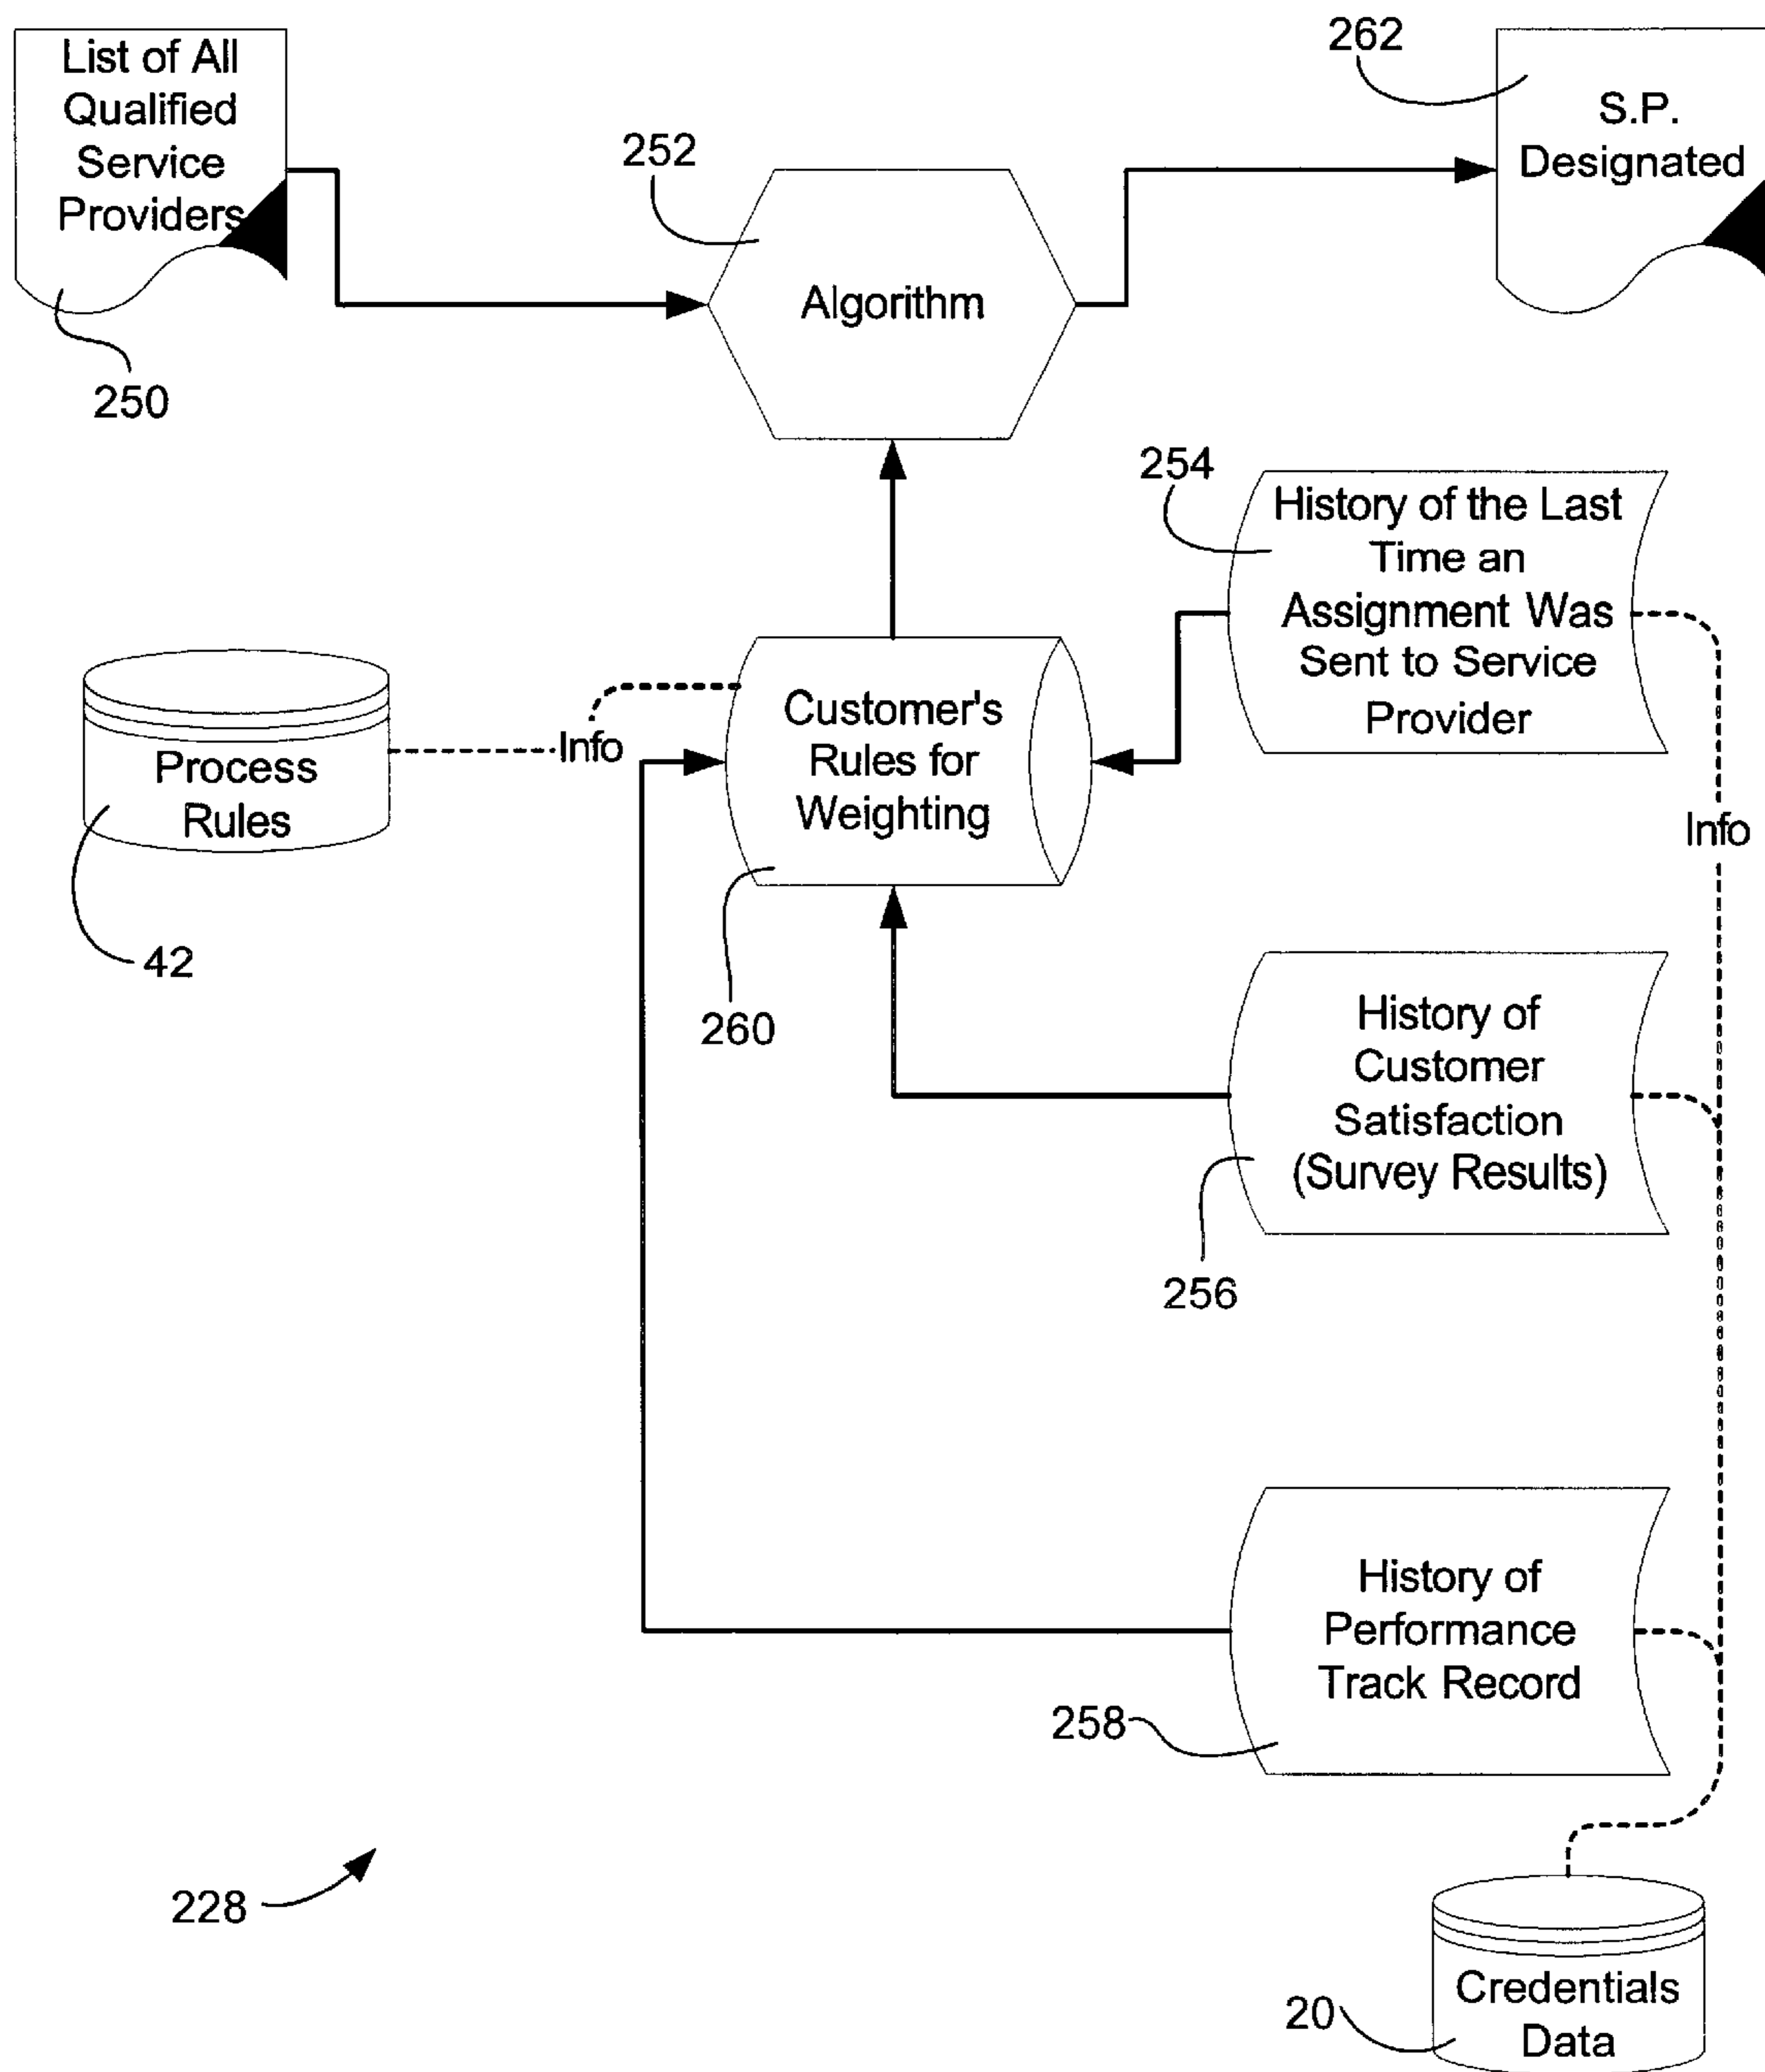 List of All
Qualified
Service
Providers
250
252
Algorithm
262
S.P.
Designated
254
History of the Last
Time an
Assignment Was
Sent to Service
Provider
Process
Rules
42
Info
Customer's
Rules for
Weighting
260
Info
History of
Customer
Satisfaction
(Survey Results)
256
History of
Performance
Track Record
258
228
20
Credentials
Data